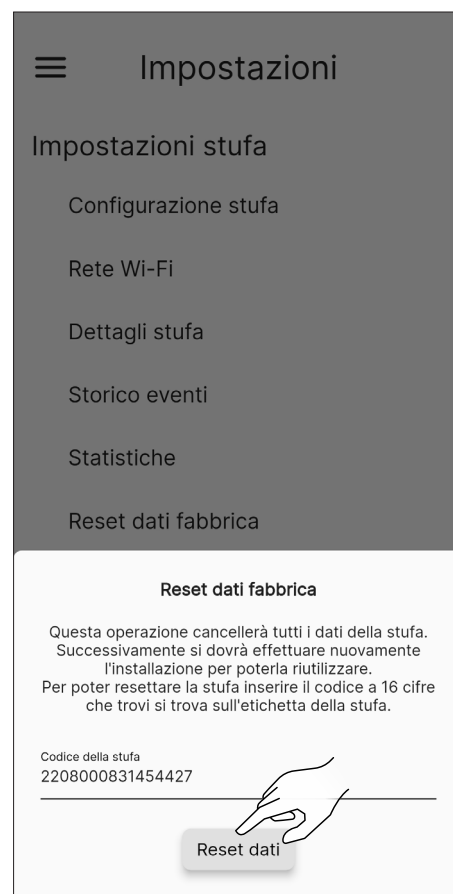 Impostazioni
Impostazioni stufa
Configurazione stufa
Rete Wi-Fi
Dettagli stufa
Storico eventi
Statistiche
Reset dati fabbrica
Reset dati fabbrica
Questa operazione cancellerà tutti i dati della stufa.
Successivamente si dovrà effettuare nuovamente
l'installazione per poterla riutilizzare.
Per poter resettare la stufa inserire il codice a 16 cifre
che trovi si trova sull'etichetta della stufa.
Codice della stufa
2208000831454427
Reset dati